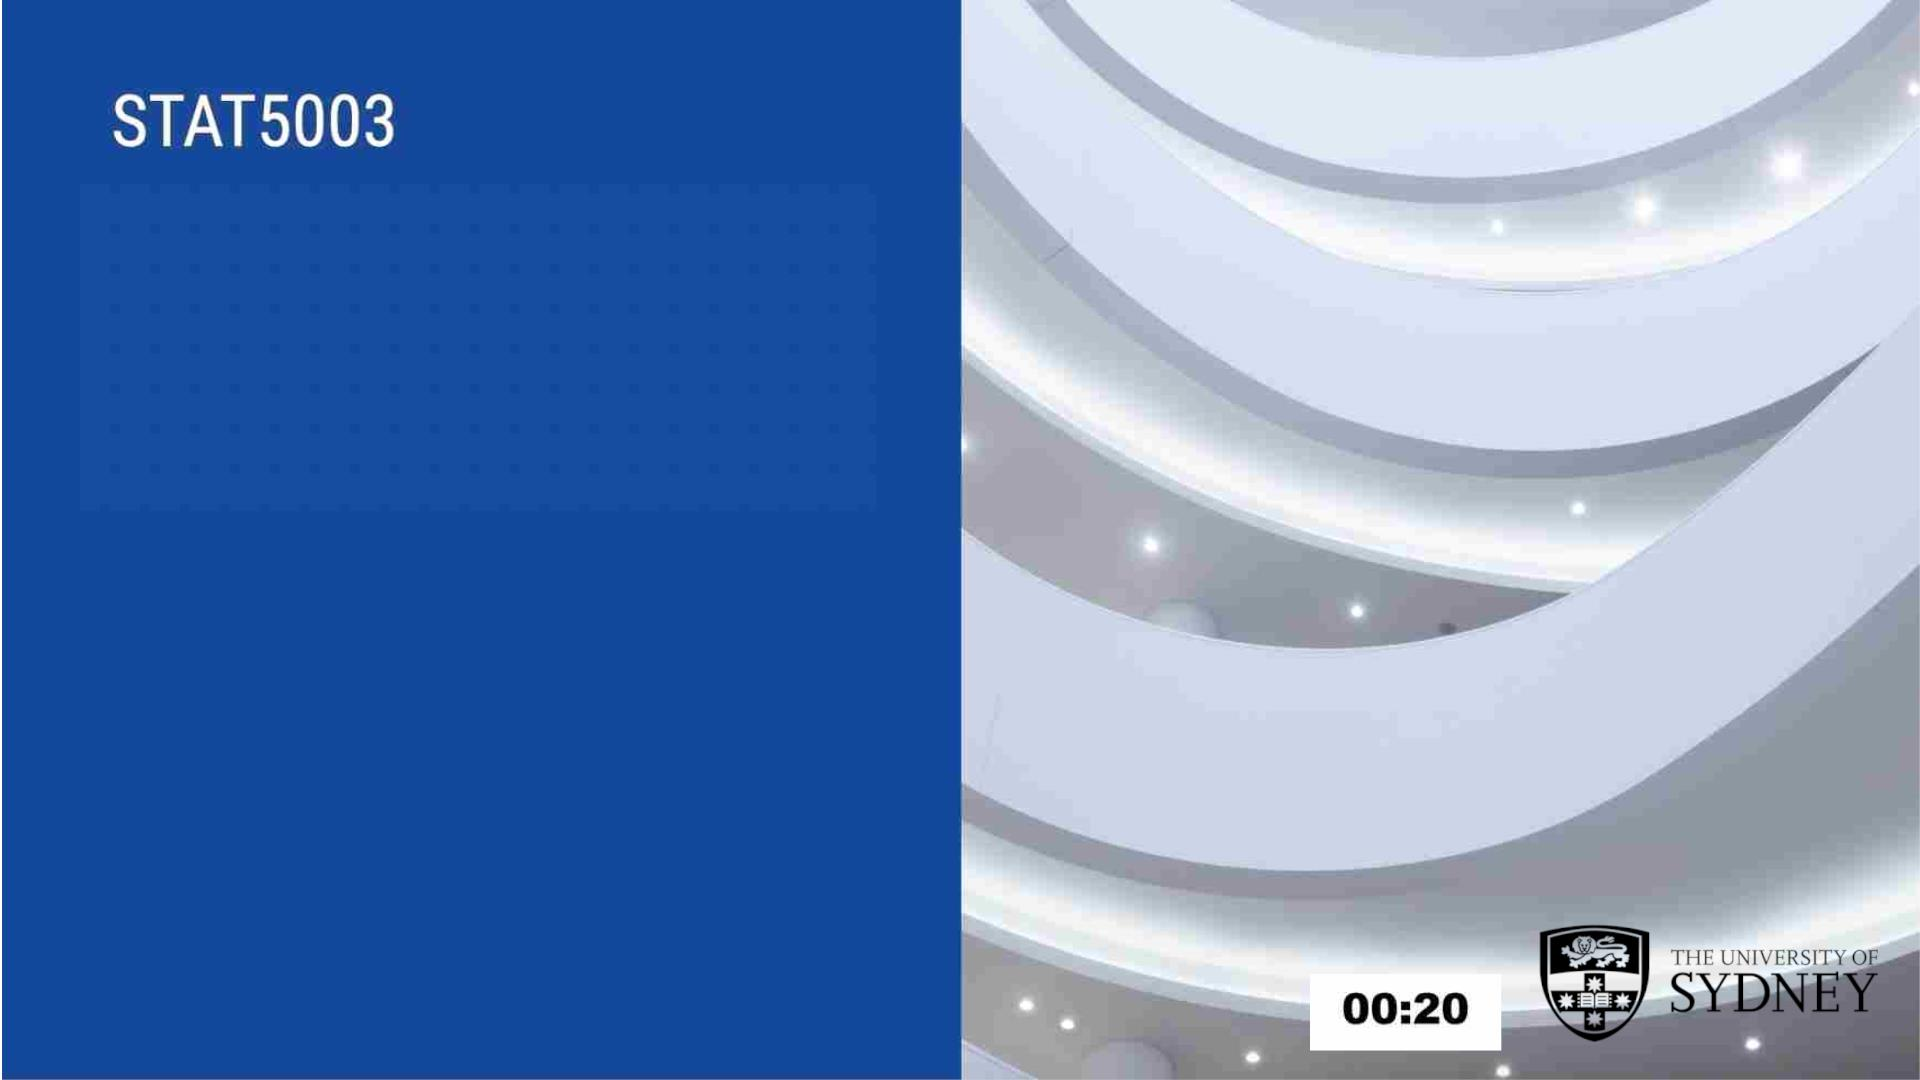 STAT5003
00:20
THE UNIVERSITY OF
SYDNEY